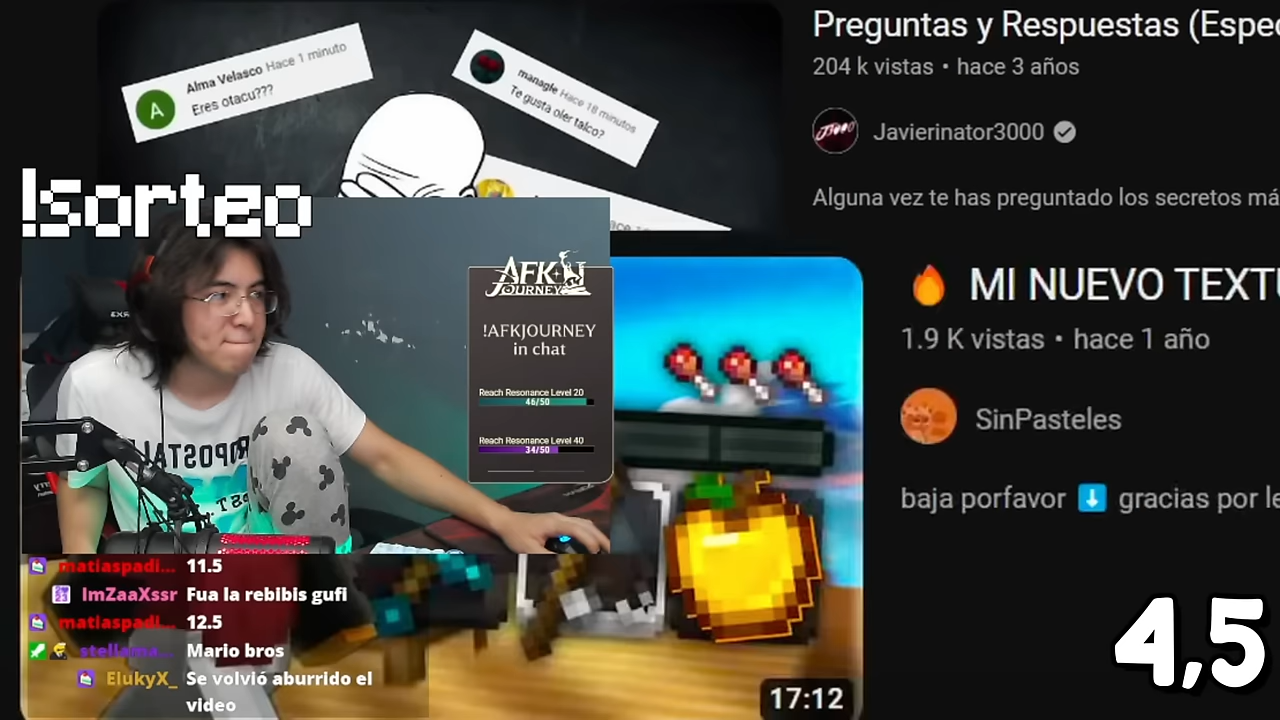 Alma Velasco Hace 1 minuto
Eres otacu???
A
managle Hace 18 minutos
Te gusta oler talco?
Preguntas y Respuestas (Espec
204 k vistas • hace 3 años
J3000
Javierinator3000
Alguna vez te has preguntado los secretos má
!sorteo
AFK
JOURNEY
!AFKJOURNEY
in chat
Reach Resonance Level 20
46/50
Reach Resonance Level 40
34/50
🔥 MI NUEVO TEXTU
1.9 K vistas • hace 1 año
SinPasteles
baja porfavor ⬇️ gracias por le
matiaspadi... 11.5
ImZaaXssr Fua la rebibis gufi
matiaspadi... 12.5
stellama... Mario bros
ElukyX_ Se volvió aburrido el
video
17:12
4,5